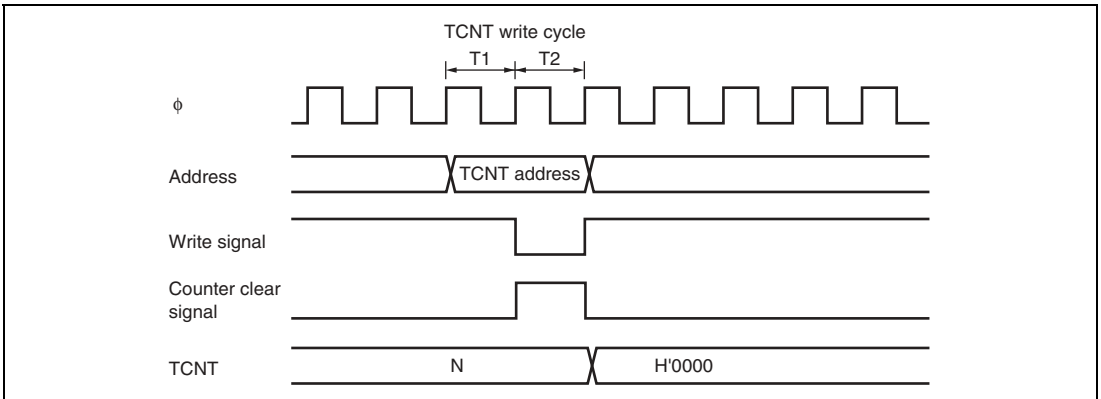 TCNT write cycle
T1 T2
ϕ
Address
TCNT address
Write signal
Counter clear
signal
TCNT
N
H'0000